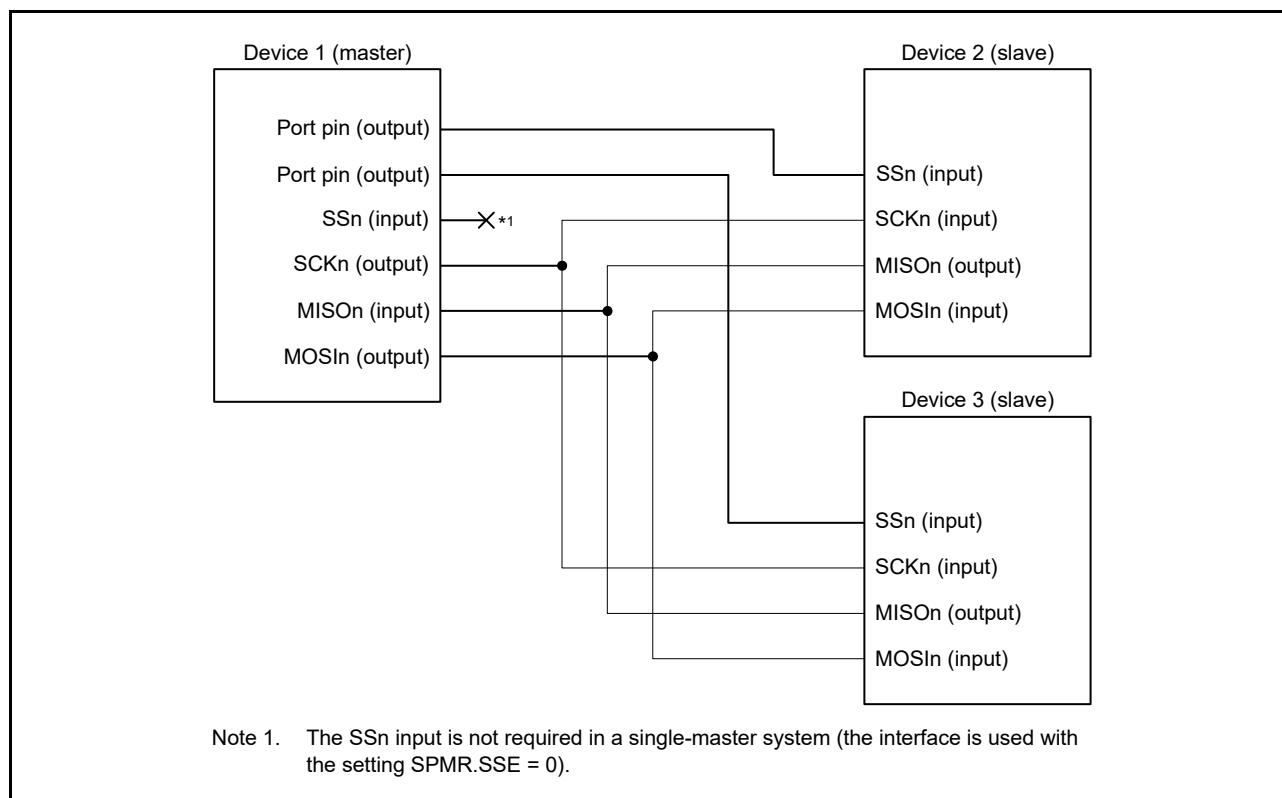 Device 1 (master)
Port pin (output)
Port pin (output)
SSn (input)
*1
SCKn (output)
MISOn (input)
MOSIn (output)
Device 2 (slave)
SSn (input)
SCKn (input)
MISOn (output)
MOSIn (input)
Device 3 (slave)
SSn (input)
SCKn (input)
MISOn (output)
MOSIn (input)
Note 1. The SSn input is not required in a single-master system (the interface is used with
the setting SPMR.SSE = 0).